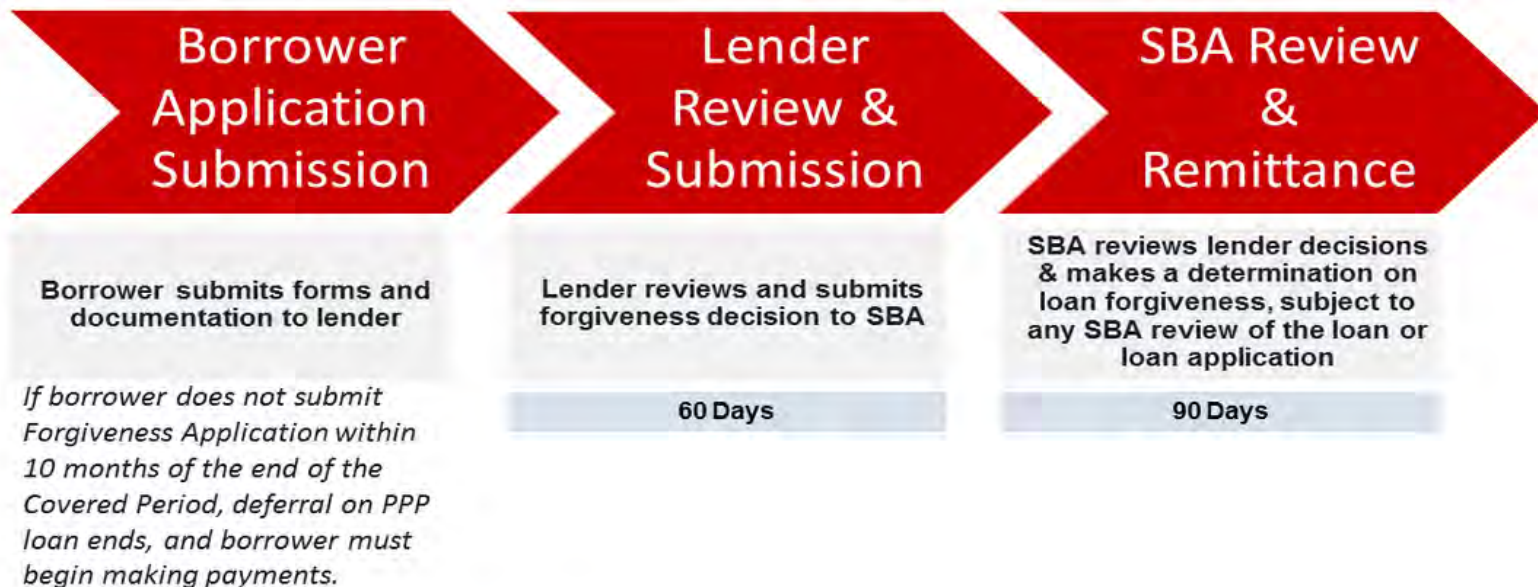 Borrower
Application
Submission
Borrower submits forms and
documentation to lender
If borrower does not submit
Forgiveness Application within
10 months of the end of the
Covered Period, deferral on PPP
loan ends, and borrower must
begin making payments.
Lender
Review &
Submission
Lender reviews and submits
forgiveness decision to SBA
60 Days
SBA Review
&
Remittance
SBA reviews lender decisions
& makes a determination on
loan forgiveness, subject to
any SBA review of the loan or
loan application
90 Days